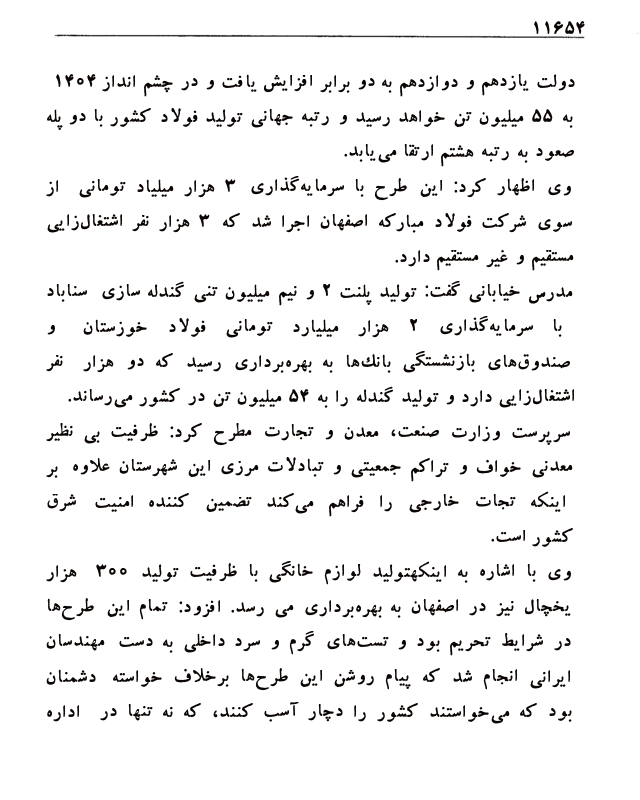 ۱۱۶۵۴
دولت یازدهم و دوازدهم به دو برابر افزایش یافت و در چشم انداز ۱۴۰۴
به ۵۵ میلیون تن خواهد رسید و رتبه جهانی تولید فولاد کشور با دو پله
صعود به رتبه هشتم ارتقا می‌یابد.
وی اظهار کرد: این طرح با سرمایه‌گذاری ۳ هزار میلیاد تومانی از
سوی شرکت فولاد مبارکه اصفهان اجرا شد که ۳ هزار نفر اشتغال‌زایی
مستقیم و غیر مستقیم دارد.
مدرس خیابانی گفت: تولید پلنت ۲ و نیم میلیون تنی گندله سازی سناباد
با سرمایه‌گذاری ۲ هزار میلیارد تومانی فولاد خوزستان و
صندوق‌های بازنشستگی بانک‌ها به بهره‌برداری رسید که دو هزار نفر
اشتغال‌زایی دارد و تولید گندله را به ۵۴ میلیون تن در کشور می‌رساند.
سرپرست وزارت صنعت، معدن و تجارت مطرح کرد: ظرفیت بی نظیر
معدنی خواف و تراکم جمعیتی و تبادلات مرزی این شهرستان علاوه بر
اینکه تجات خارجی را فراهم می‌کند تضمین کننده امنیت شرق
کشور است.
وی با اشاره به اینکهتولید لوازم خانگی با ظرفیت تولید ۳۰۰ هزار
یخچال نیز در اصفهان به بهره‌برداری می رسد. افزود: تمام این طرح‌ها
در شرایط تحریم بود و تست‌های گرم و سرد داخلی به دست مهندسان
ایرانی انجام شد که پیام روشن این طرح‌ها برخلاف خواسته دشمنان
بود که می‌خواستند کشور را دچار آسب کنند، که نه تنها در اداره